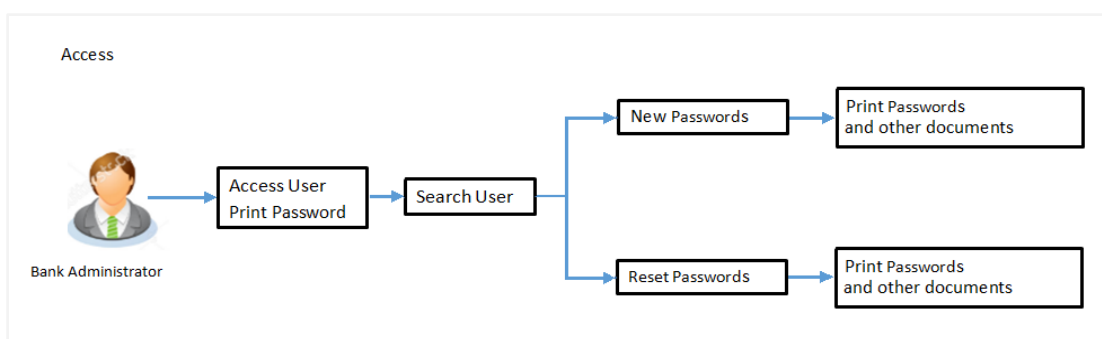 Access
Bank Administrator
Access User
Print Password
Search User
New Passwords
Print Passwords
and other documents
Reset Passwords
Print Passwords
and other documents